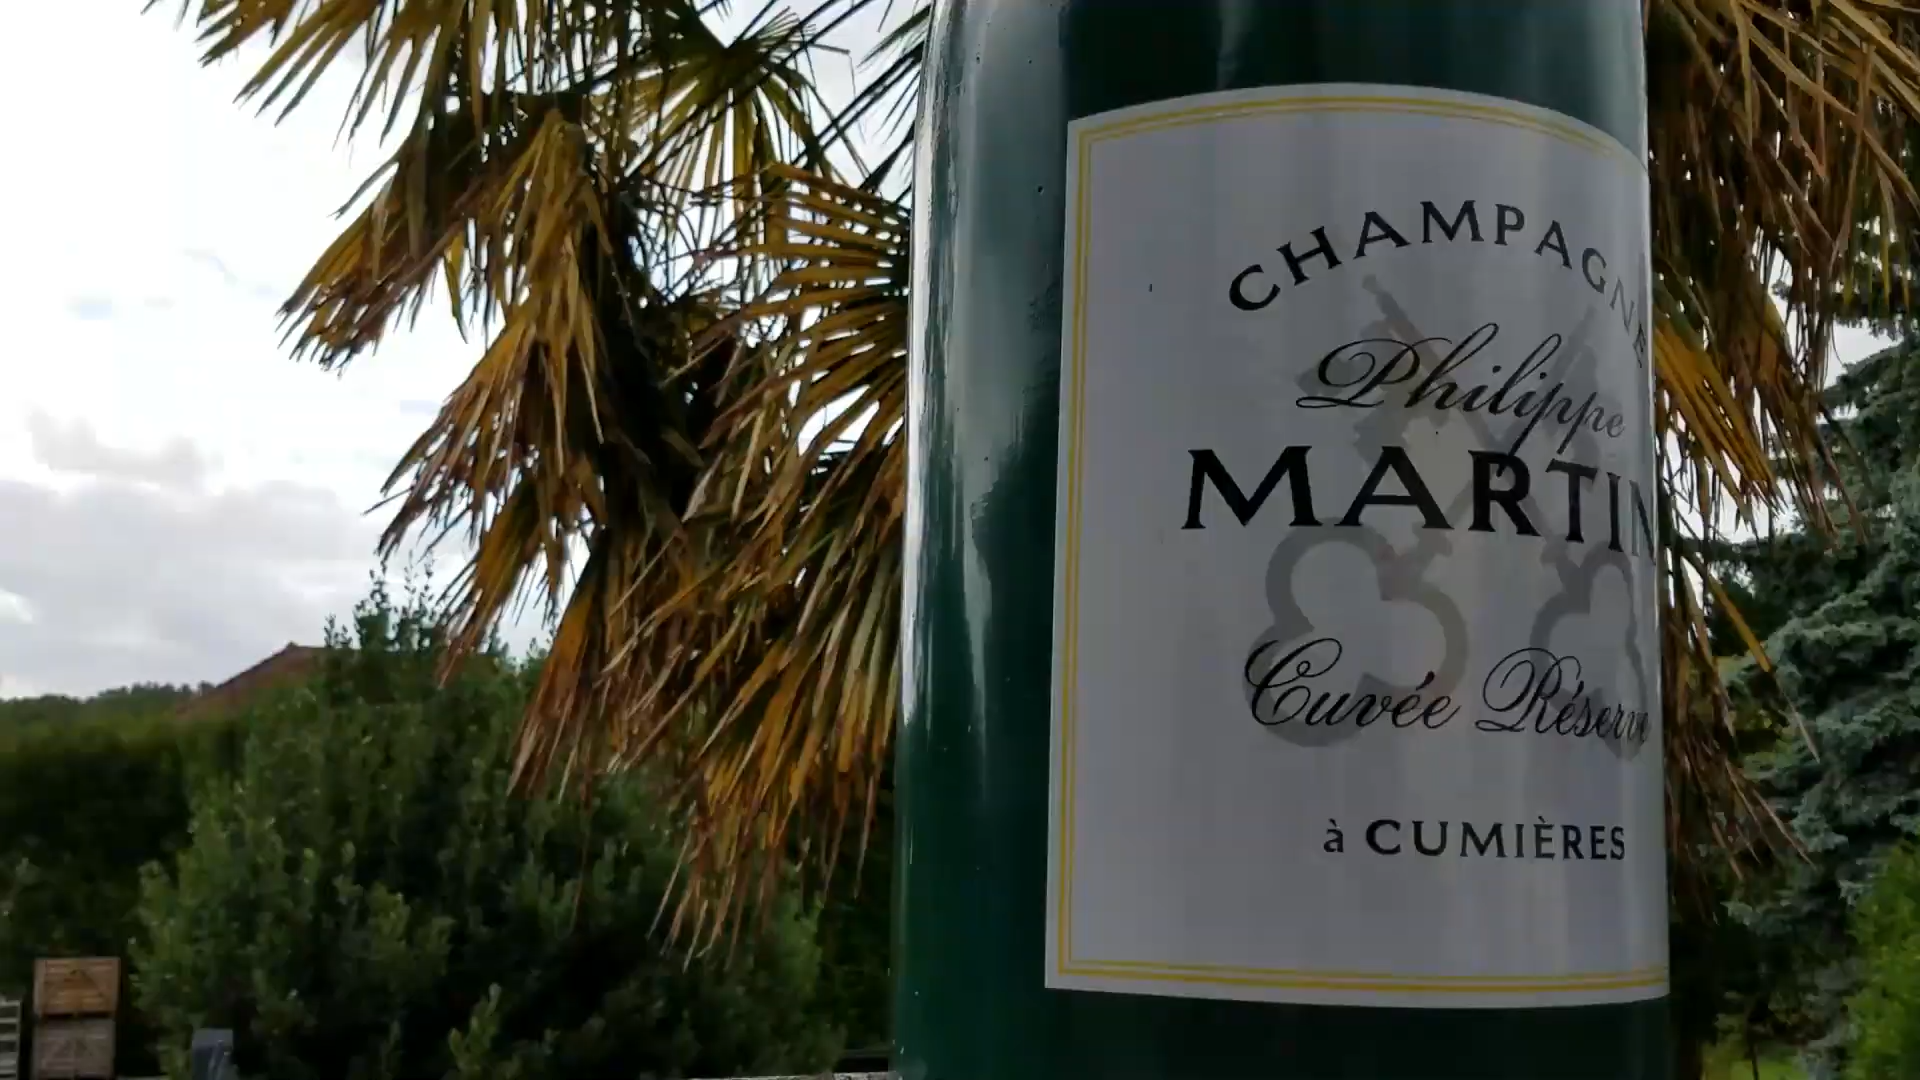 CHAMPAGNE
Philippe
MARTIN
Cuvée Réserve
à CUMIÈRES